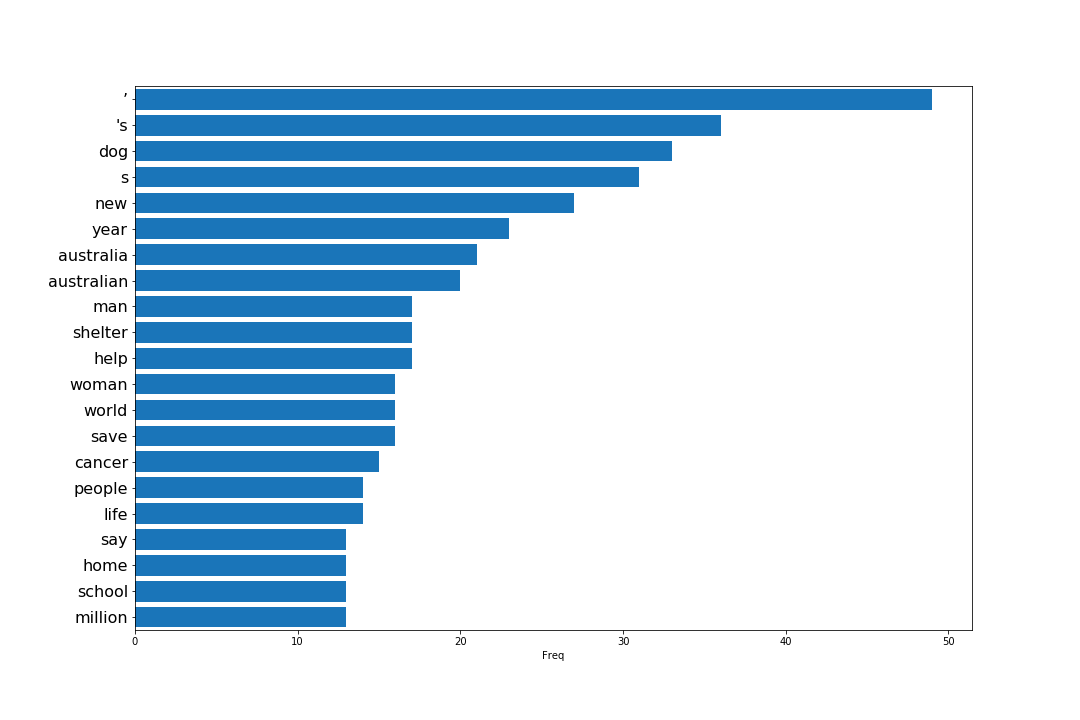 ’
's
dog
s
new
year
australia
australian
man
shelter
help
woman
world
save
cancer
people
life
say
home
school
million
0 10 20 30 40 50
Freq